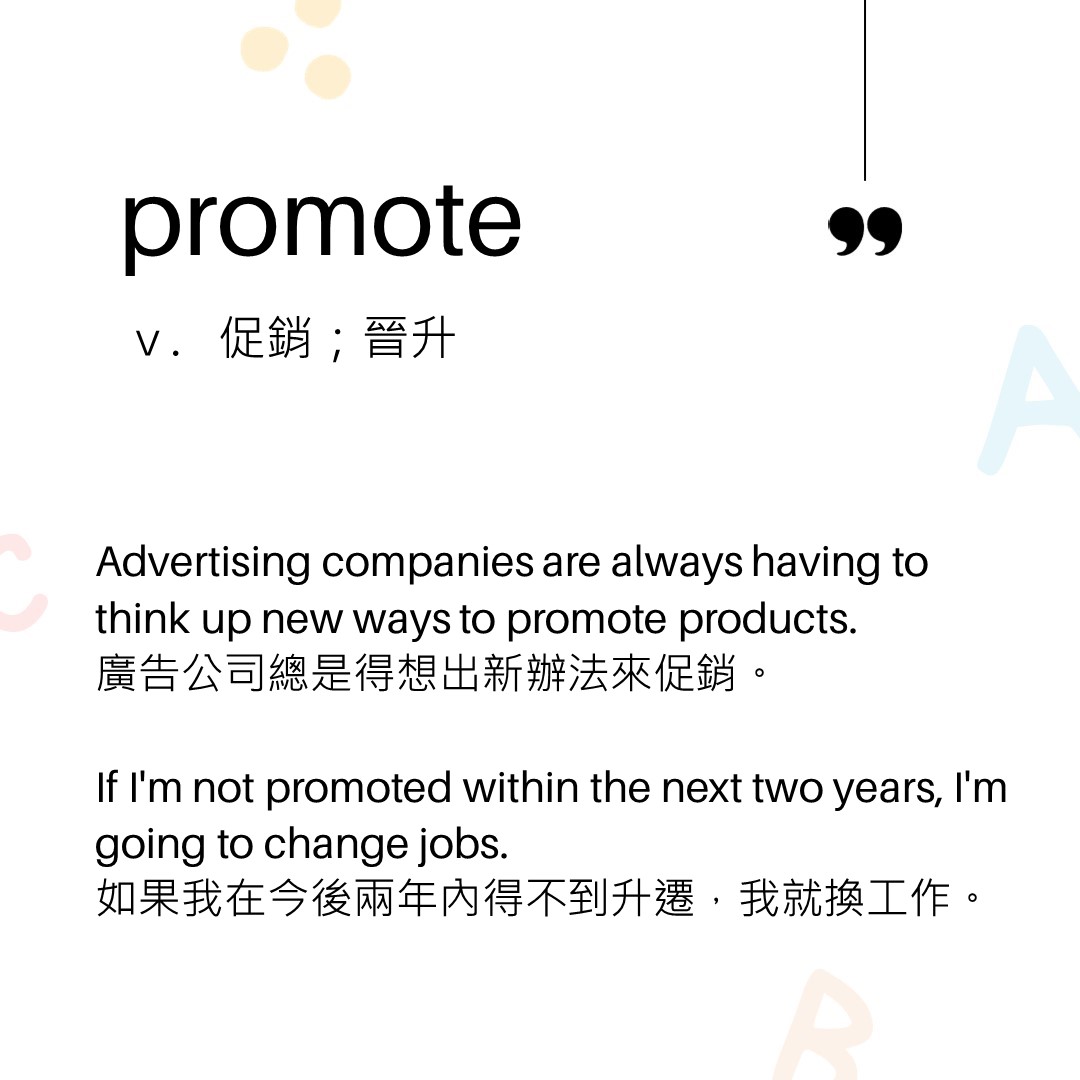 promote
”
v. 促銷；晉升
Advertising companies are always having to
think up new ways to promote products.
廣告公司總是得想出新辦法來促銷。
If I'm not promoted within the next two years, I'm
going to change jobs.
如果我在今後兩年內得不到升遷，我就換工作。
A
C
B